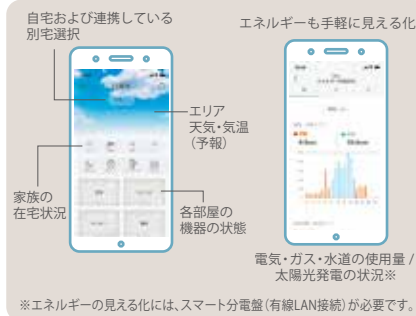 自宅および連携している
別宅選択
エリア
天気・気温
（予報）
家族の
在宅状況
各部屋の
機器の状態
エネルギーも手軽に見える化
電気・ガス・水道の使用量 /
太陽光発電の状況※
※エネルギーの見える化には、スマート分電盤（有線LAN接続）が必要です。